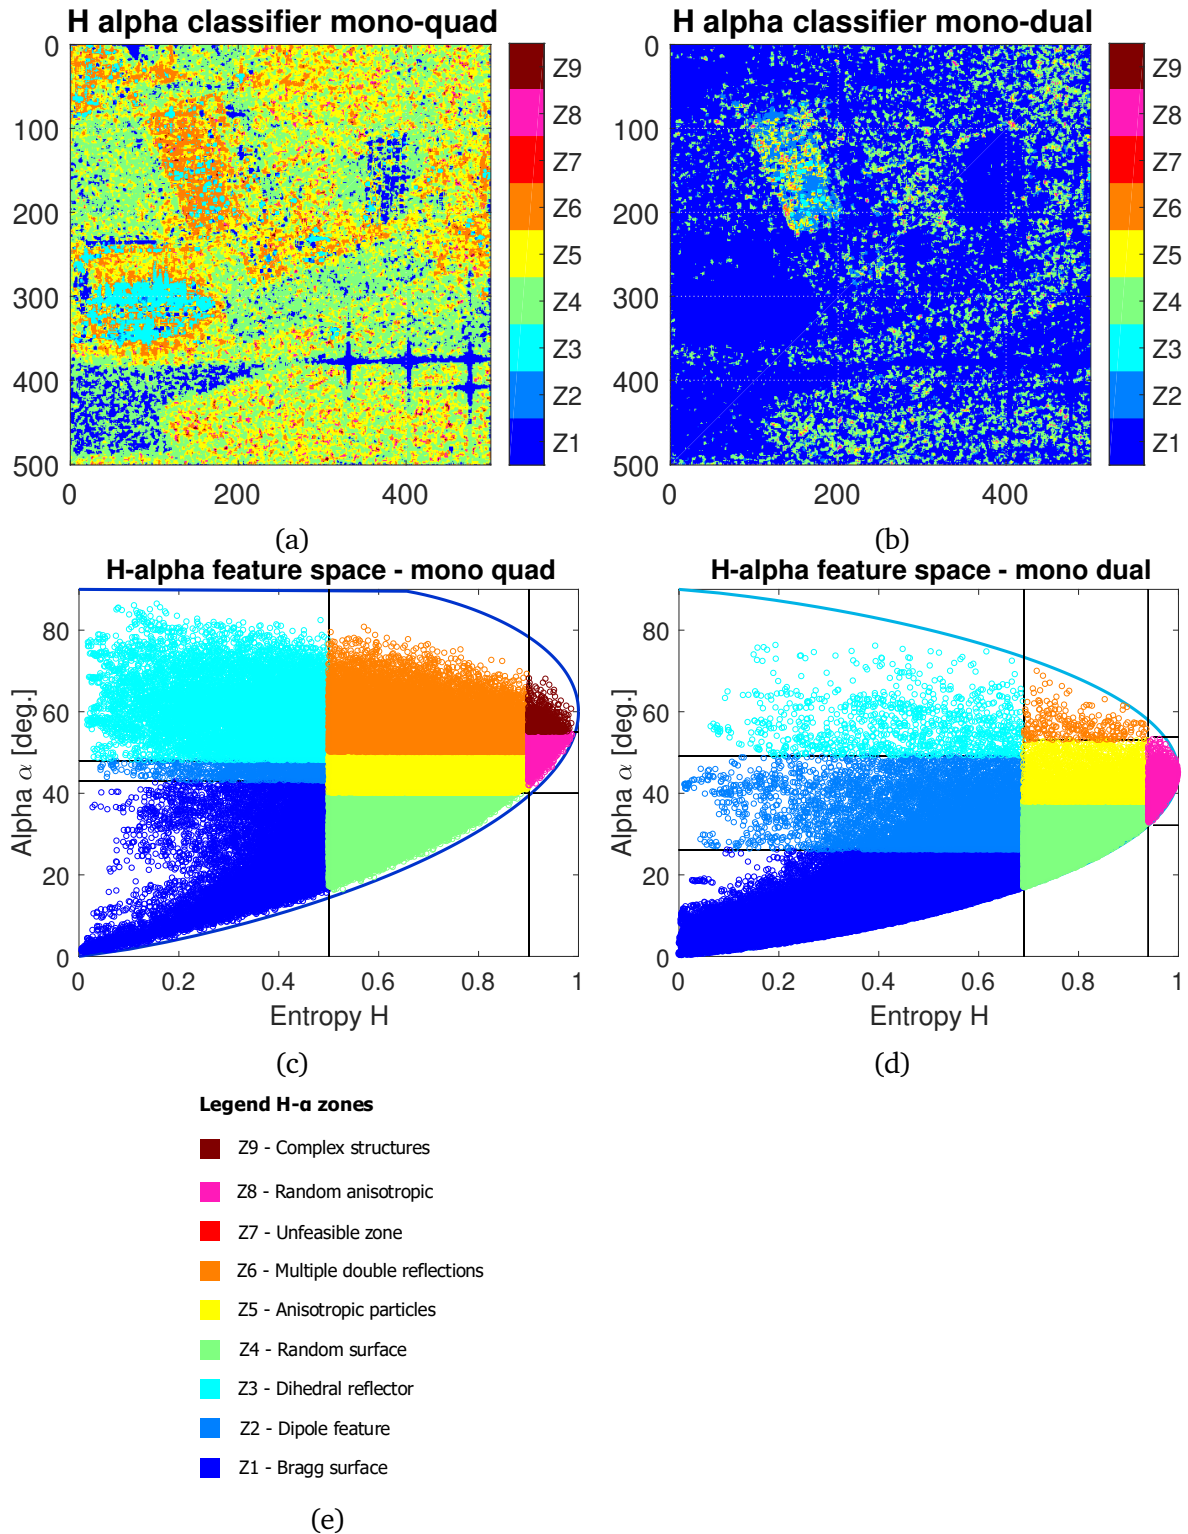 H alpha classifier mono-quad
H alpha classifier mono-dual
0
100
200
300
400
500
0
200
400
Z9
Z8
Z7
Z6
Z5
Z4
Z3
Z2
Z1
0
100
200
300
400
500
0
200
400
Z9
Z8
Z7
Z6
Z5
Z4
Z3
Z2
Z1
(a)
(b)
H-alpha feature space - mono quad
H-alpha feature space - mono dual
Alpha α [deg.]
80
60
40
20
0
0
0.2
0.4
0.6
0.8
1
Entropy H
Alpha α [deg.]
80
60
40
20
0
0
0.2
0.4
0.6
0.8
1
Entropy H
(c)
(d)
Legend H-α zones
Z9 - Complex structures
Z8 - Random anisotropic
Z7 - Unfeasible zone
Z6 - Multiple double reflections
Z5 - Anisotropic particles
Z4 - Random surface
Z3 - Dihedral reflector
Z2 - Dipole feature
Z1 - Bragg surface
(e)